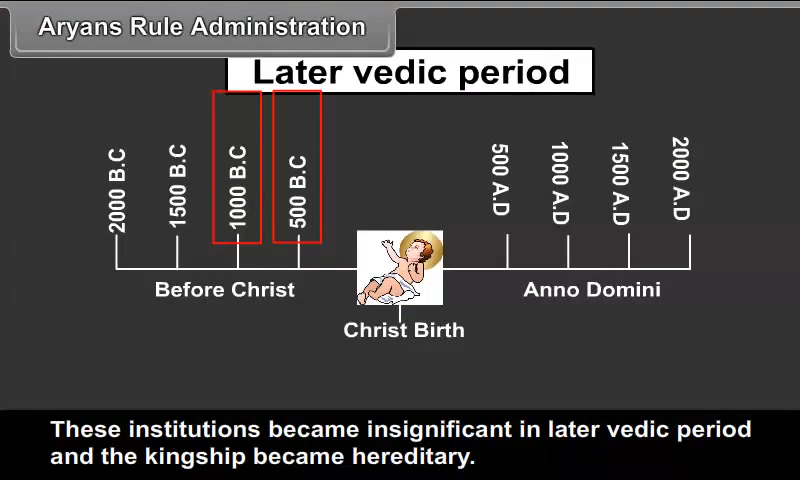 Aryans Rule Administration
Later vedic period
2000 B.C
1500 B.C
1000 B.C
500 B.C
500 A.D
1000 A.D
1500 A.D
2000 A.D
Before Christ
Anno Domini
Christ Birth
These institutions became insignificant in later vedic period
and the kingship became hereditary.